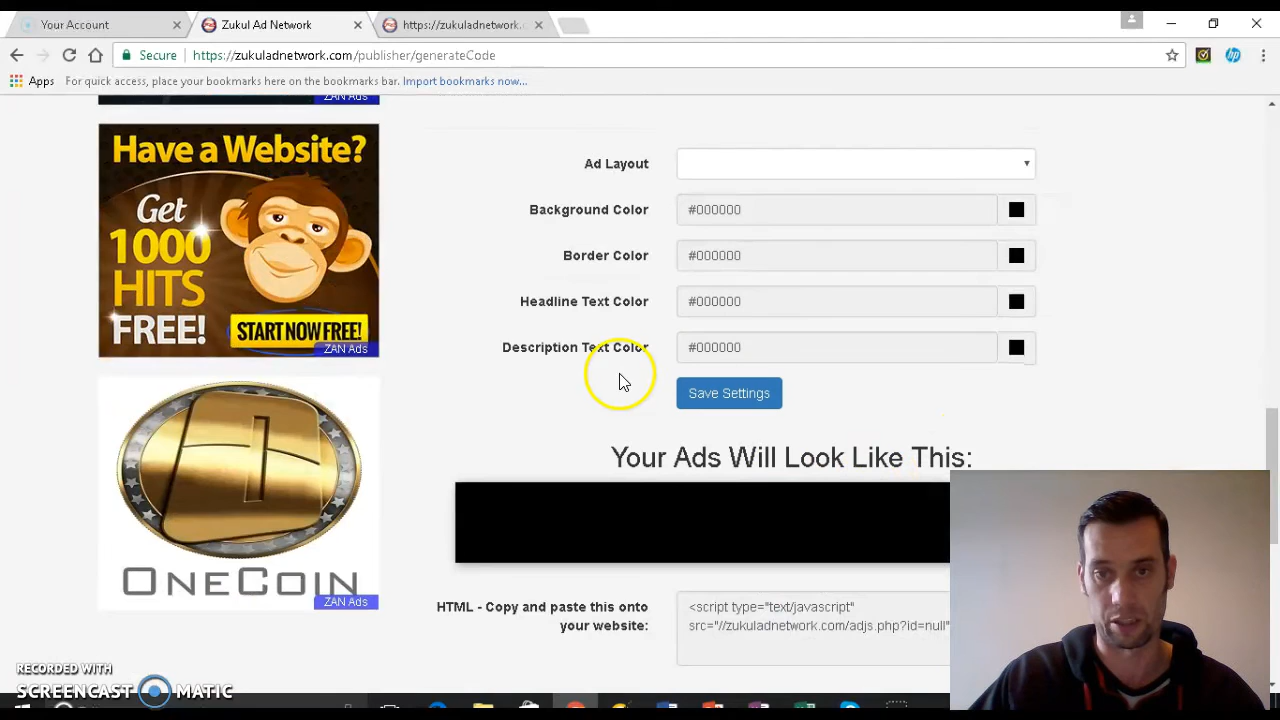 Your Account
Zukul Ad Network
https://zukuladnetwork.c
Secure
https://zukuladnetwork.com/publisher/generateCode
Apps
For quick access, place your bookmarks here on the bookmarks bar. Import bookmarks now...
ZAN Ads
Have a Website?
Get
1000
HITS
FREE!
START NOW FREE!
ZAN Ads
ONECOIN
ZAN Ads
Ad Layout
Background Color #000000
Border Color #000000
Headline Text Color #000000
Description Text Color #000000
Save Settings
Your Ads Will Look Like This:
HTML - Copy and paste this onto
your website:
<script type="text/javascript"
src="//zukuladnetwork.com/adjs.php?id=null"
RECORDED WITH
SCREENCAST MATIC